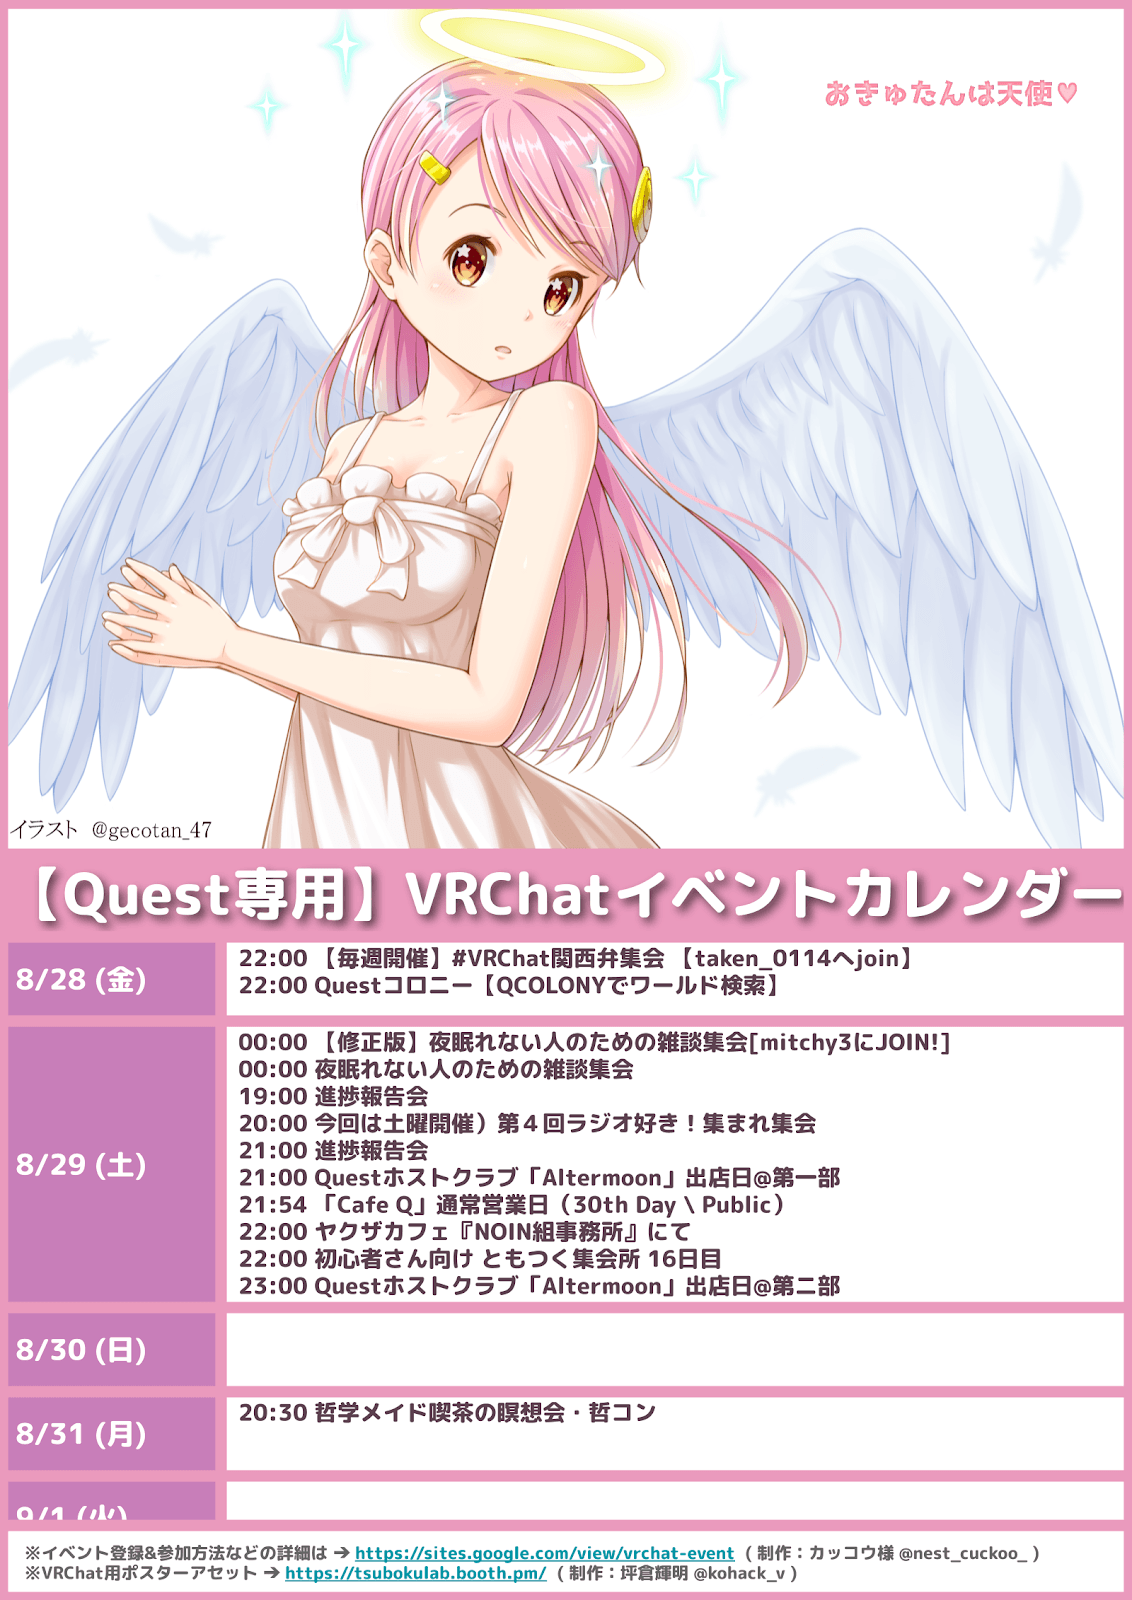 おきゅたんは天使♡
イラスト @gecotan_47
【Quest専用】VRChatイベントカレンダー
8/28 (金)
22:00 【毎週開催】#VRChat関西弁集会 【taken_0114へjoin】
22:00 Questコロニー【QCOLONYでワールド検索】
8/29 (土)
00:00 【修正版】夜眠れない人のための雑談集会[mitchy3にJOIN!]
00:00 夜眠れない人のための雑談集会
19:00 進捗報告会
20:00 今回は土曜開催）第４回ラジオ好き！集まれ集会
21:00 進捗報告会
21:00 Questホストクラブ「Altermoon」出店日@第一部
21:54 「Cafe Q」通常営業日（30th Day \ Public）
22:00 ヤクザカフェ『NOIN組事務所』にて
22:00 初心者さん向け ともつく集会所 16日目
23:00 Questホストクラブ「Altermoon」出店日@第二部
8/30 (日)
8/31 (月)
20:30 哲学メイド喫茶の瞑想会・哲コン
9/1 (火)
※イベント登録&参加方法などの詳細は ➔ https://sites.google.com/view/vrchat-event （ 制作：カッコウ様 @nest_cuckoo_ ）
※VRChat用ポスターアセット ➔ https://tsubokulab.booth.pm/ （ 制作：坪倉輝明 @kohack_v ）